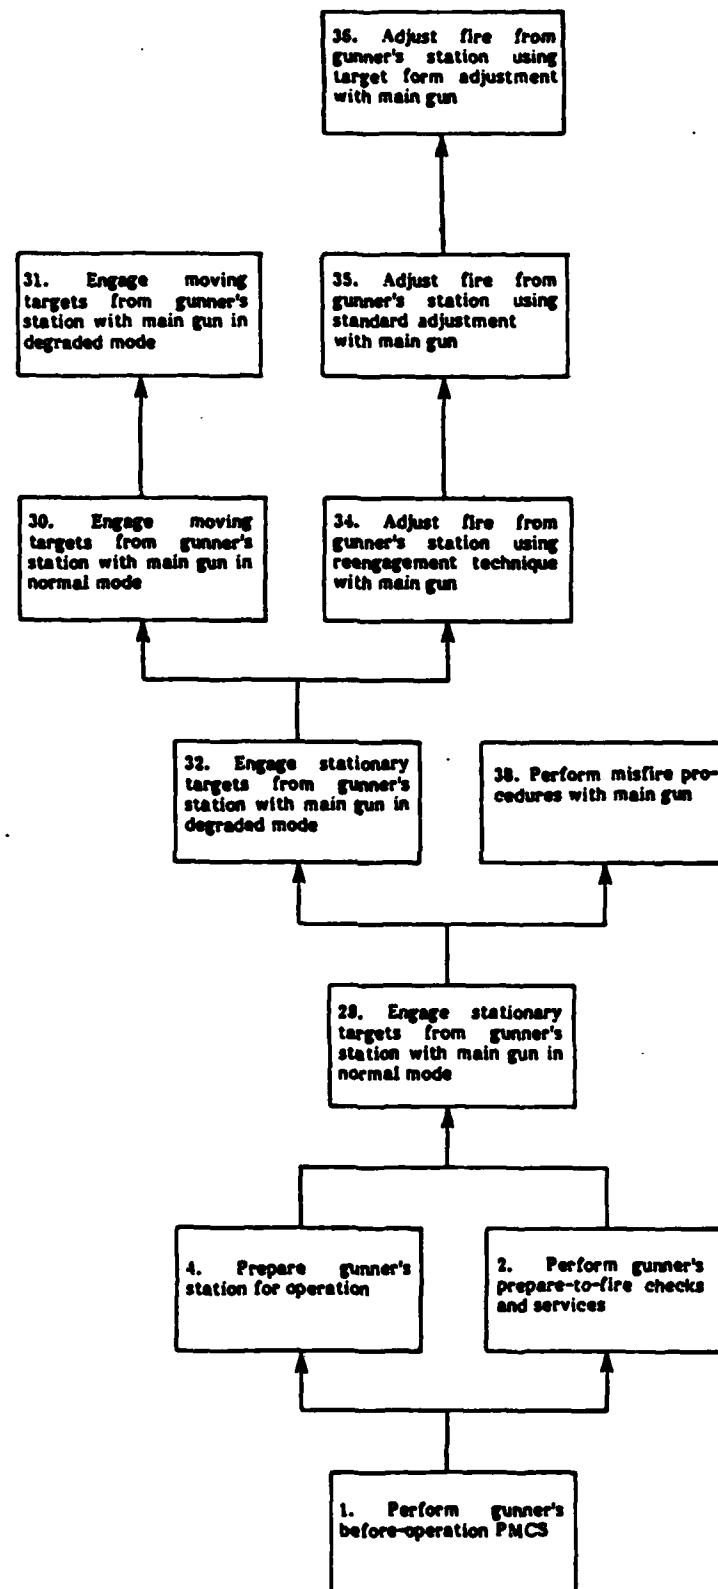 36. Adjust fire from
gunner's station using
target form adjustment
with main gun
31. Engage moving
targets from gunner's
station with main gun in
degraded mode
35. Adjust fire from
gunner's station using
standard adjustment
with main gun
30. Engage moving
targets from gunner's
station with main gun in
normal mode
34. Adjust fire from
gunner's station using
reengagement technique
with main gun
32. Engage stationary
targets from gunner's
station with main gun in
degraded mode
38. Perform misfire pro-
cedures with main gun
29. Engage stationary
targets from gunner's
station with main gun in
normal mode
4. Prepare gunner's
station for operation
2. Perform gunner's
prepare-to-fire checks
and services
1. Perform gunner's
before-operation PMCS